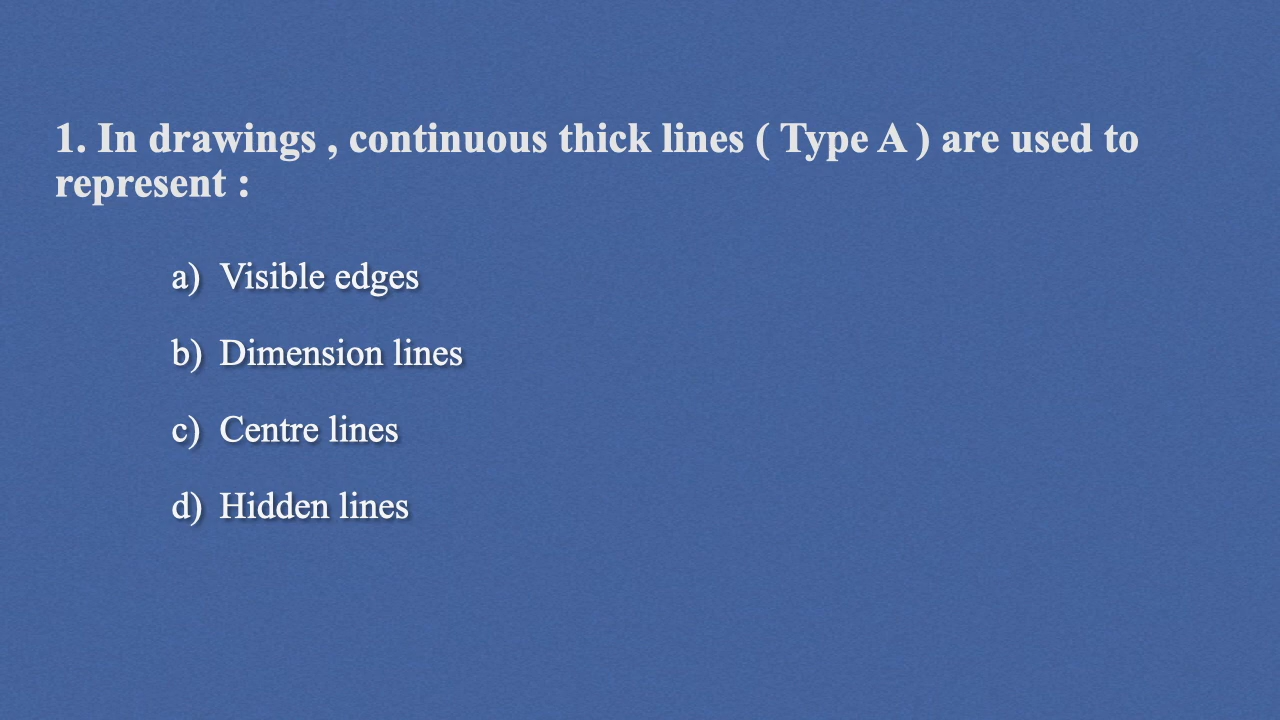 1. In drawings , continuous thick lines ( Type A ) are used to
represent :
a) Visible edges
b) Dimension lines
c) Centre lines
d) Hidden lines